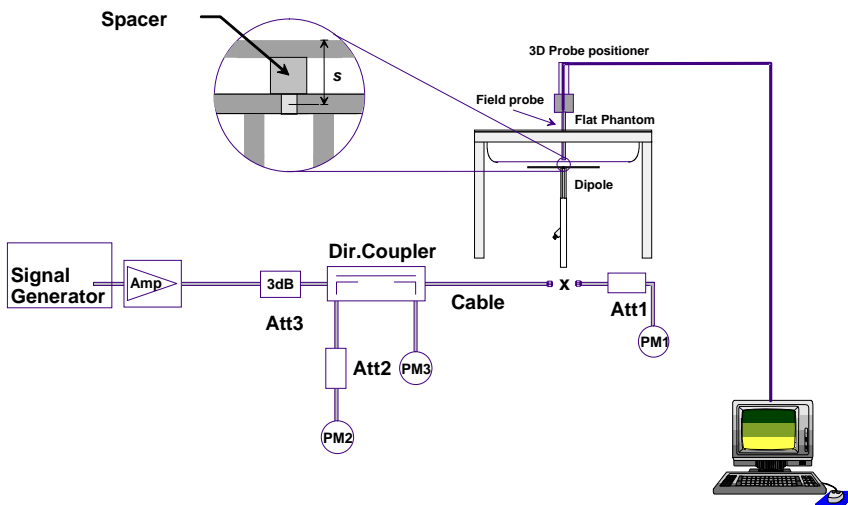 Spacer
s
3D Probe positioner
Field probe
Flat Phantom
Dipole
Signal
Generator
Amp
3dB
Att3
Dir.Coupler
Cable
x
Att1
PM1
Att2
PM3
PM2